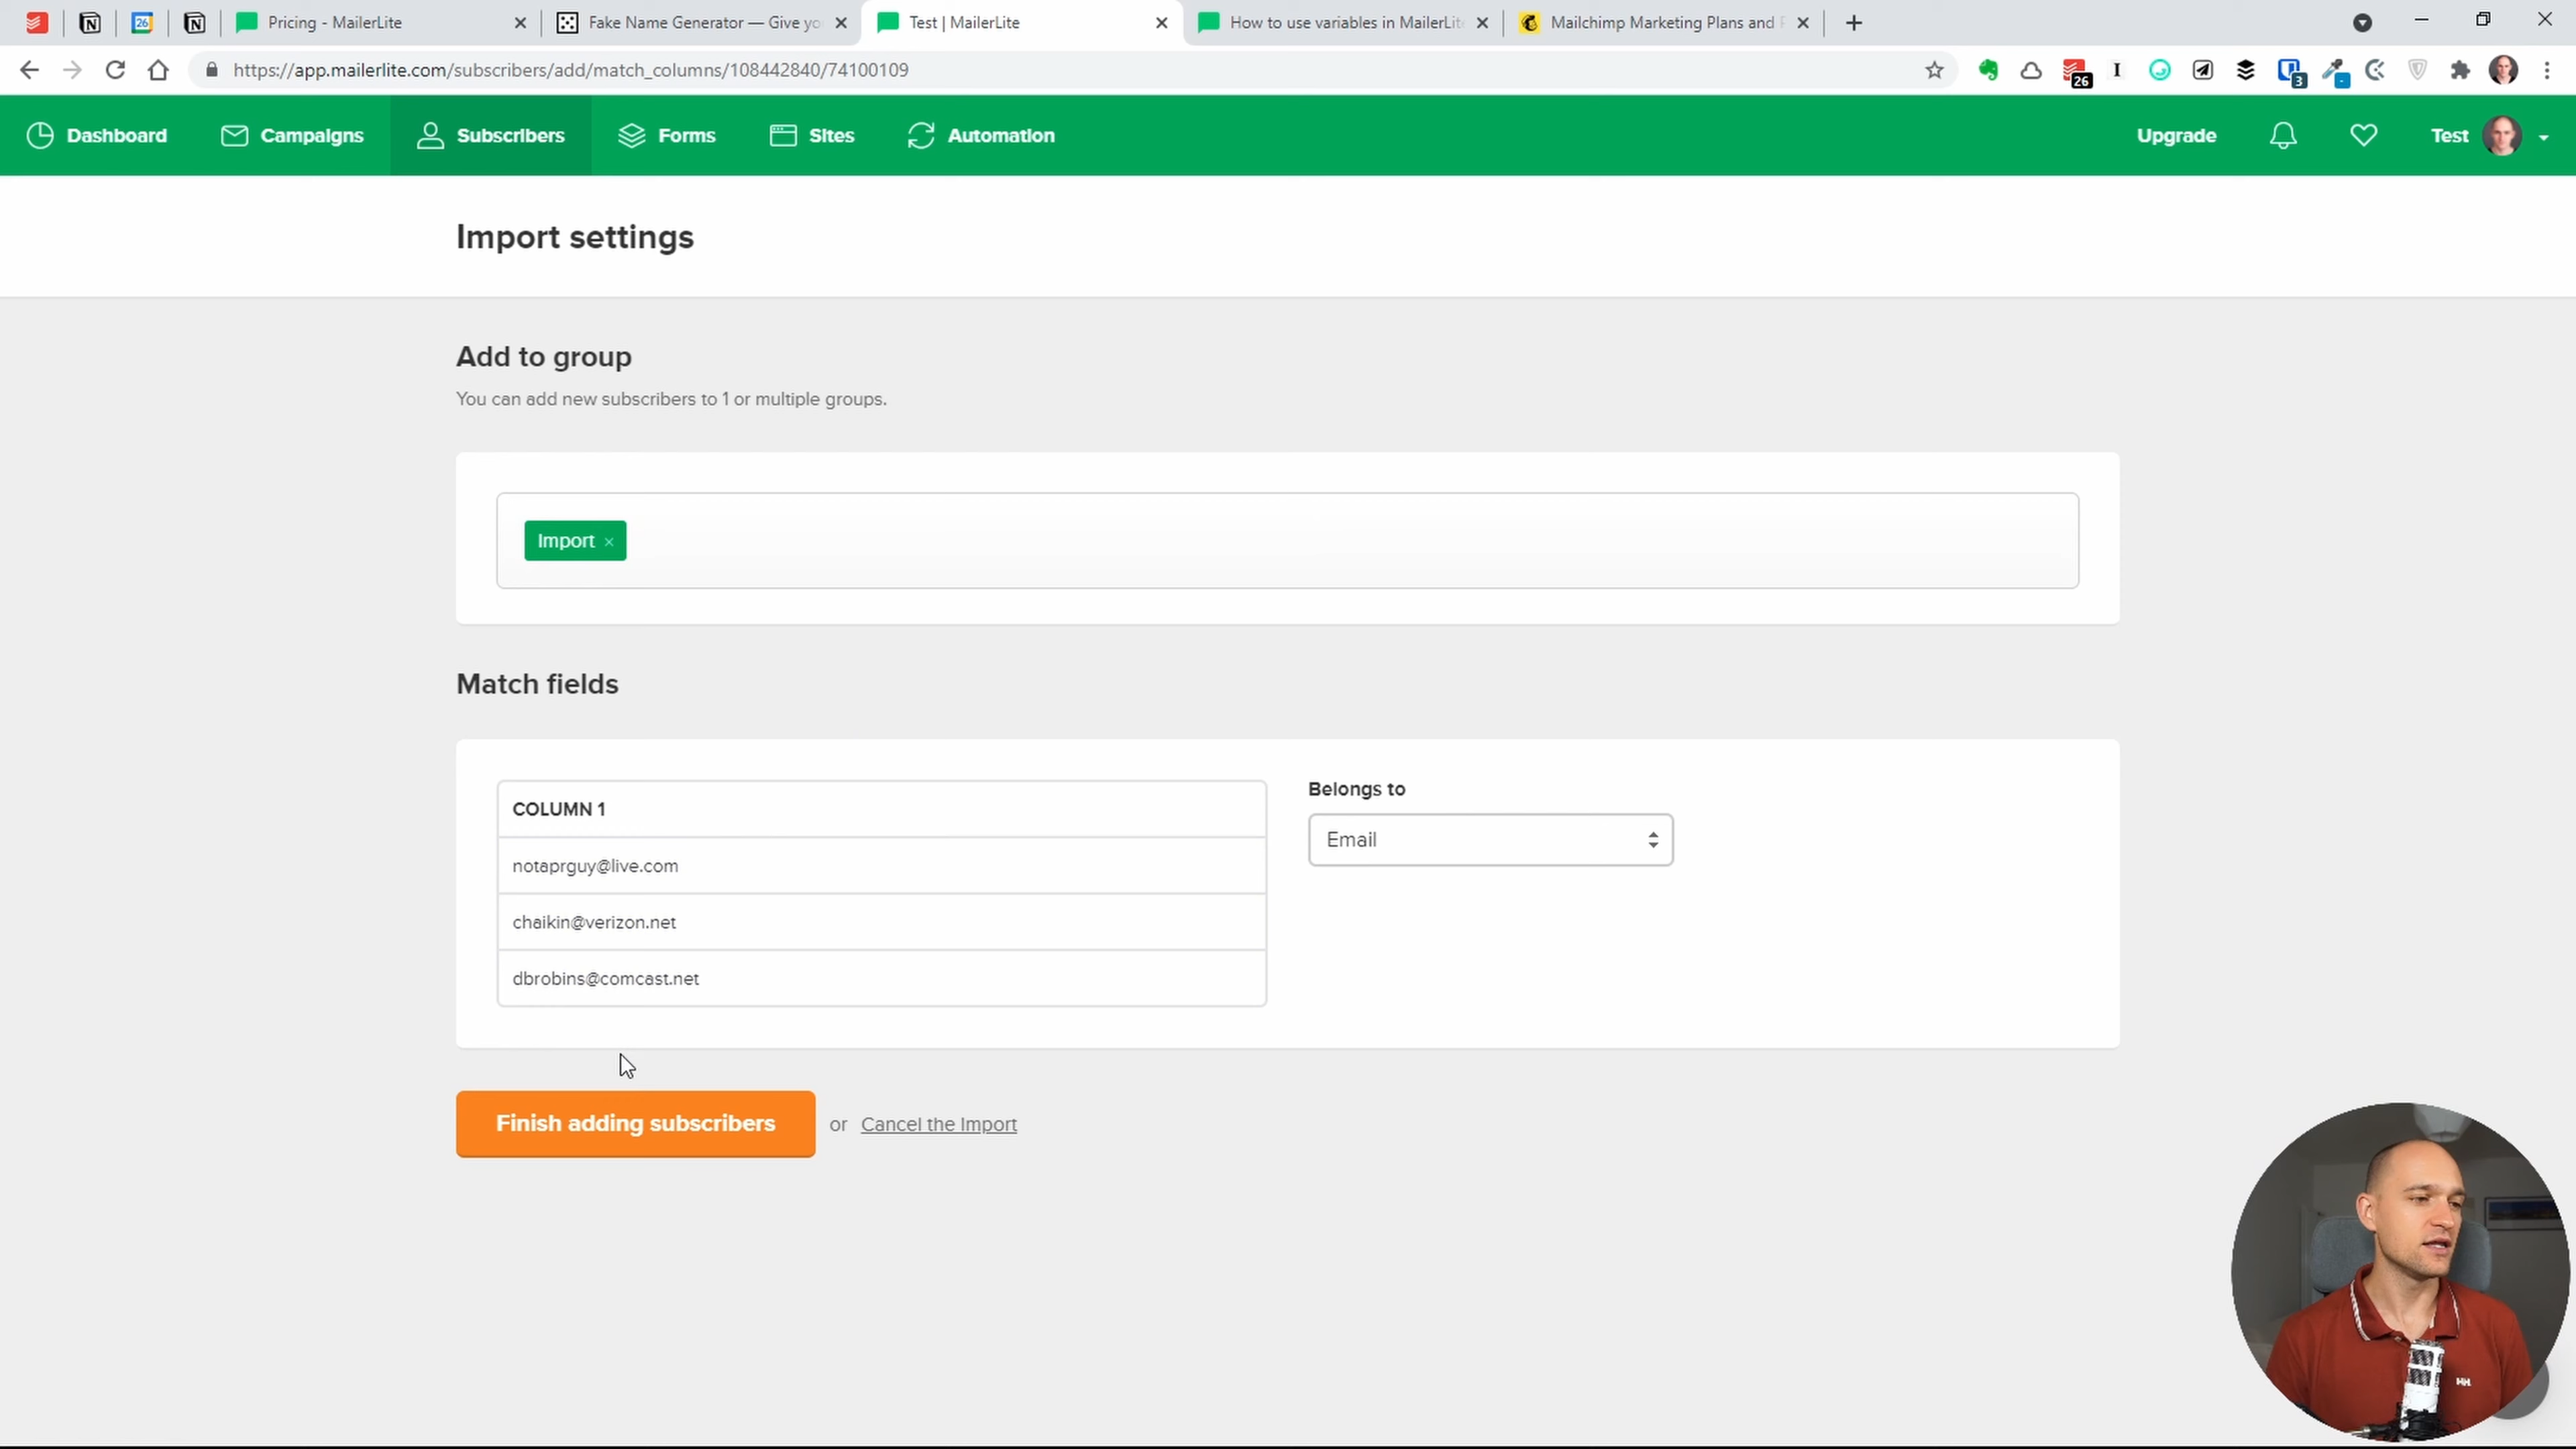 Pricing - MailerLite
Fake Name Generator — Give yo
Test | MailerLite
How to use variables in MailerLit
Mailchimp Marketing Plans and P
https://app.mailerlite.com/subscribers/add/match_columns/108442840/74100109
26
3
Dashboard
Campaigns
Subscribers
Forms
Sites
Automation
Upgrade
Test
Import settings
Add to group
You can add new subscribers to 1 or multiple groups.
Import ×
Match fields
COLUMN 1
notaprguy@live.com
chaikin@verizon.net
dbrobins@comcast.net
Belongs to
Email
Finish adding subscribers
or Cancel the Import
HH